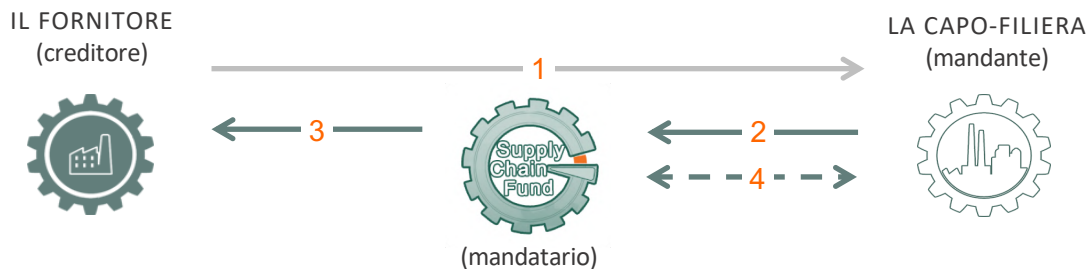 IL FORNITORE
(creditore)
LA CAPO-FILIERA
(mandante)
1
3
2
4
Supply
Chain
Fund
(mandatario)